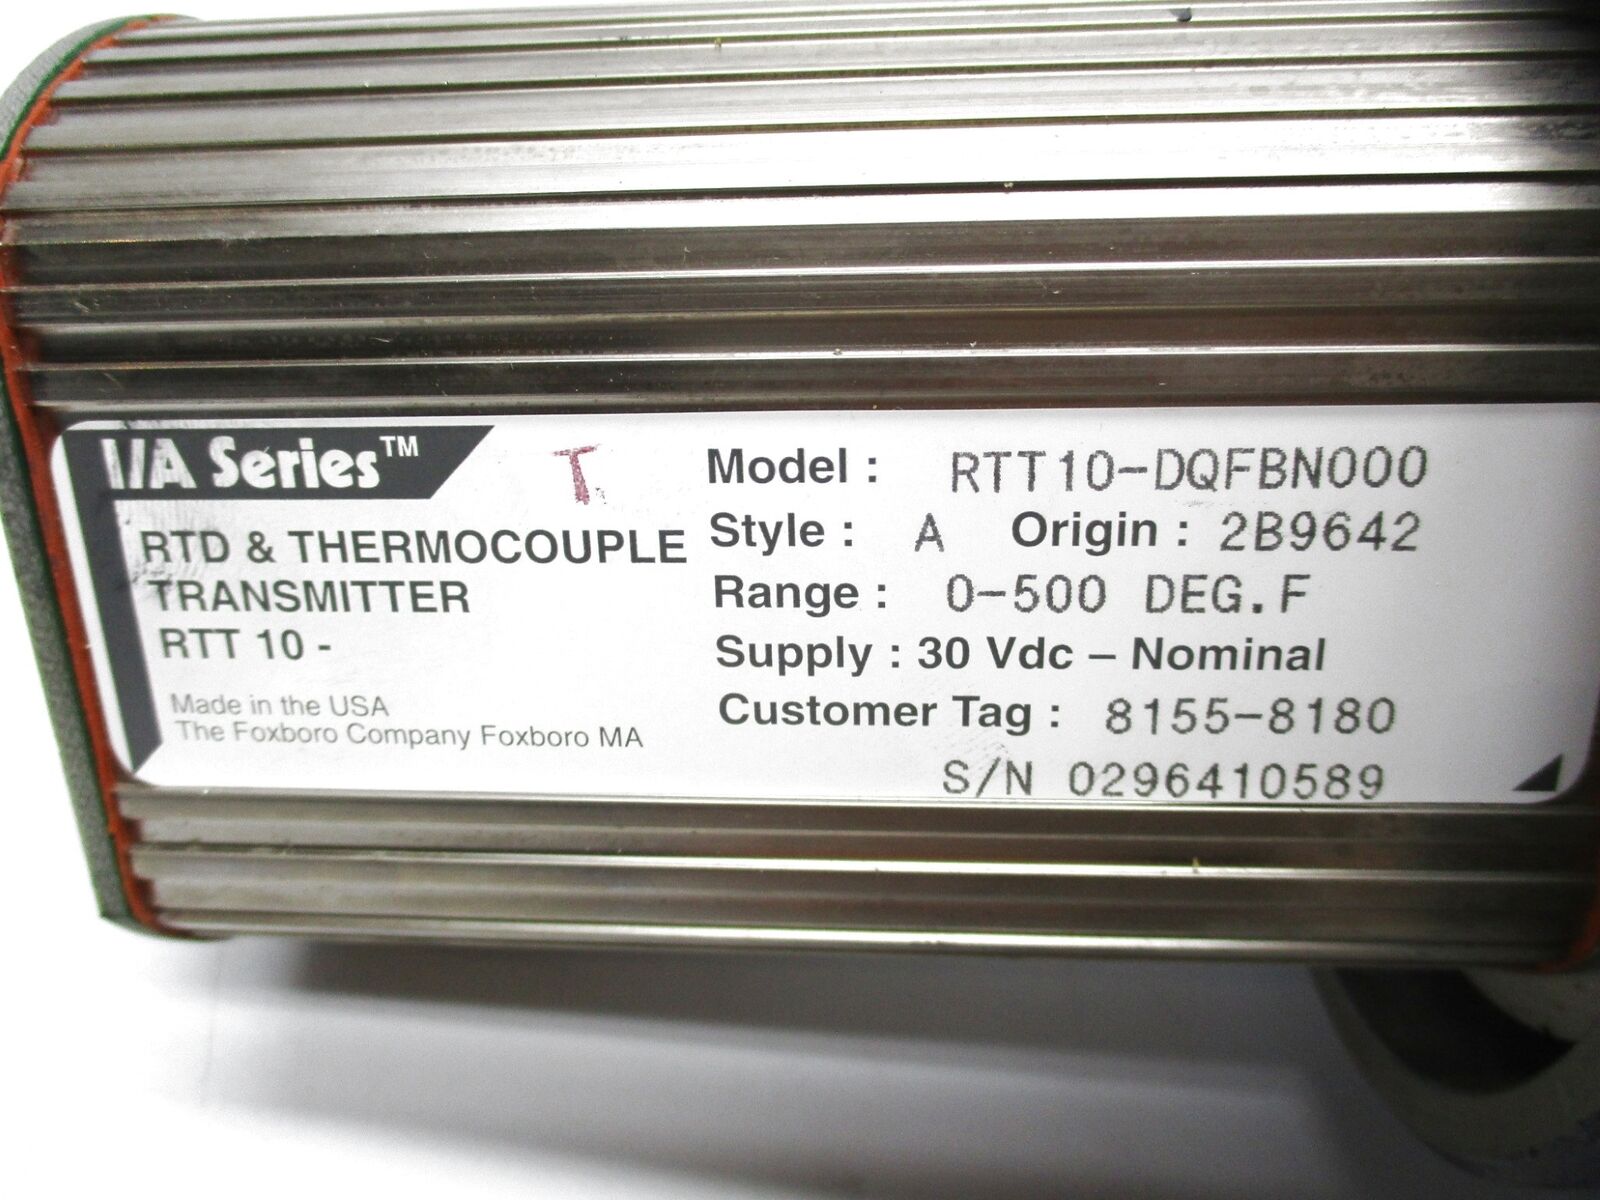 I/A Series™
T
RTD & THERMOCOUPLE
TRANSMITTER
RTT 10 -
Made in the USA
The Foxboro Company Foxboro MA
Model : RTT10-DQFBN000
Style : A Origin : 2B9642
Range : 0-500 DEG.F
Supply : 30 Vdc – Nominal
Customer Tag : 8155-8180
S/N 0296410589